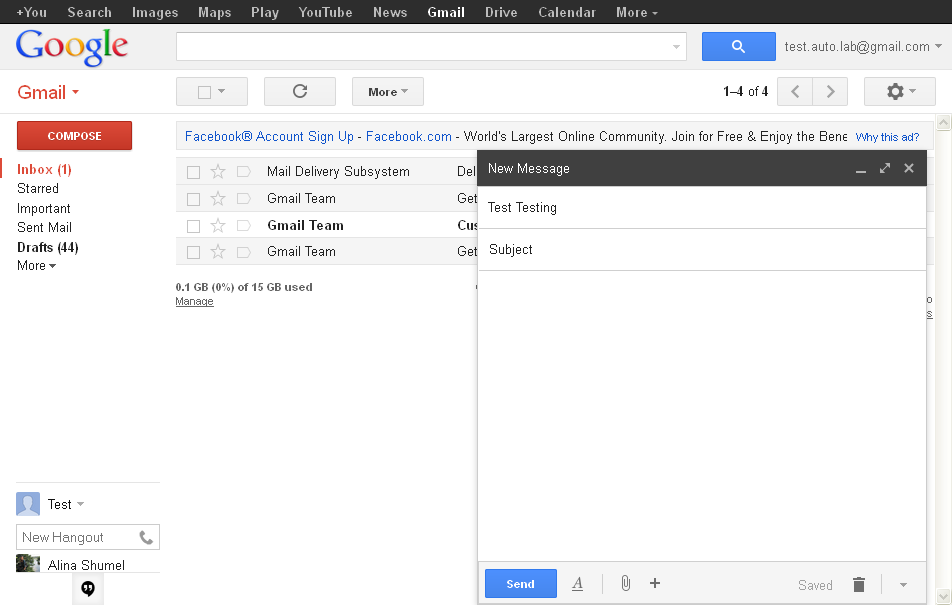 +You Search Images Maps Play YouTube News Gmail Drive Calendar More
Google
test.auto.lab@gmail.com
Gmail
More
1–4 of 4
COMPOSE
Facebook® Account Sign Up - Facebook.com - World's Largest Online Community. Join for Free & Enjoy the Bene
Why this ad?
Inbox (1)
Starred
Important
Sent Mail
Drafts (44)
More
Mail Delivery Subsystem Del
Gmail Team Get
Gmail Team Cus
Gmail Team Get
0.1 GB (0%) of 15 GB used
Manage
New Message
Test Testing
Subject
Send
A
Saved
Test
New Hangout
Alina Shumel